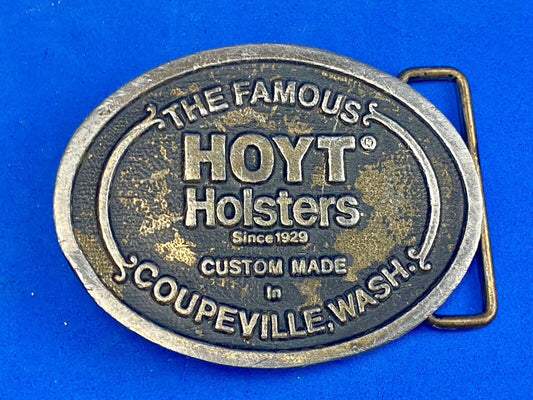 THE FAMOUS
HOYT®
Holsters
Since 1929
CUSTOM MADE
In
COUPEVILLE, WASH.